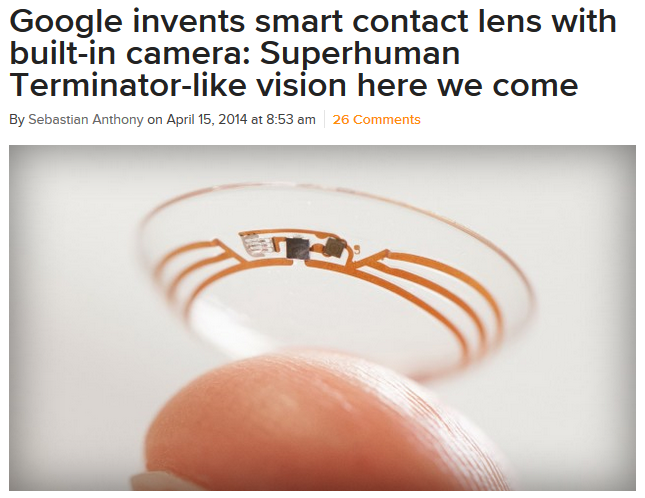 Google invents smart contact lens with
built-in camera: Superhuman
Terminator-like vision here we come
By Sebastian Anthony on April 15, 2014 at 8:53 am 26 Comments